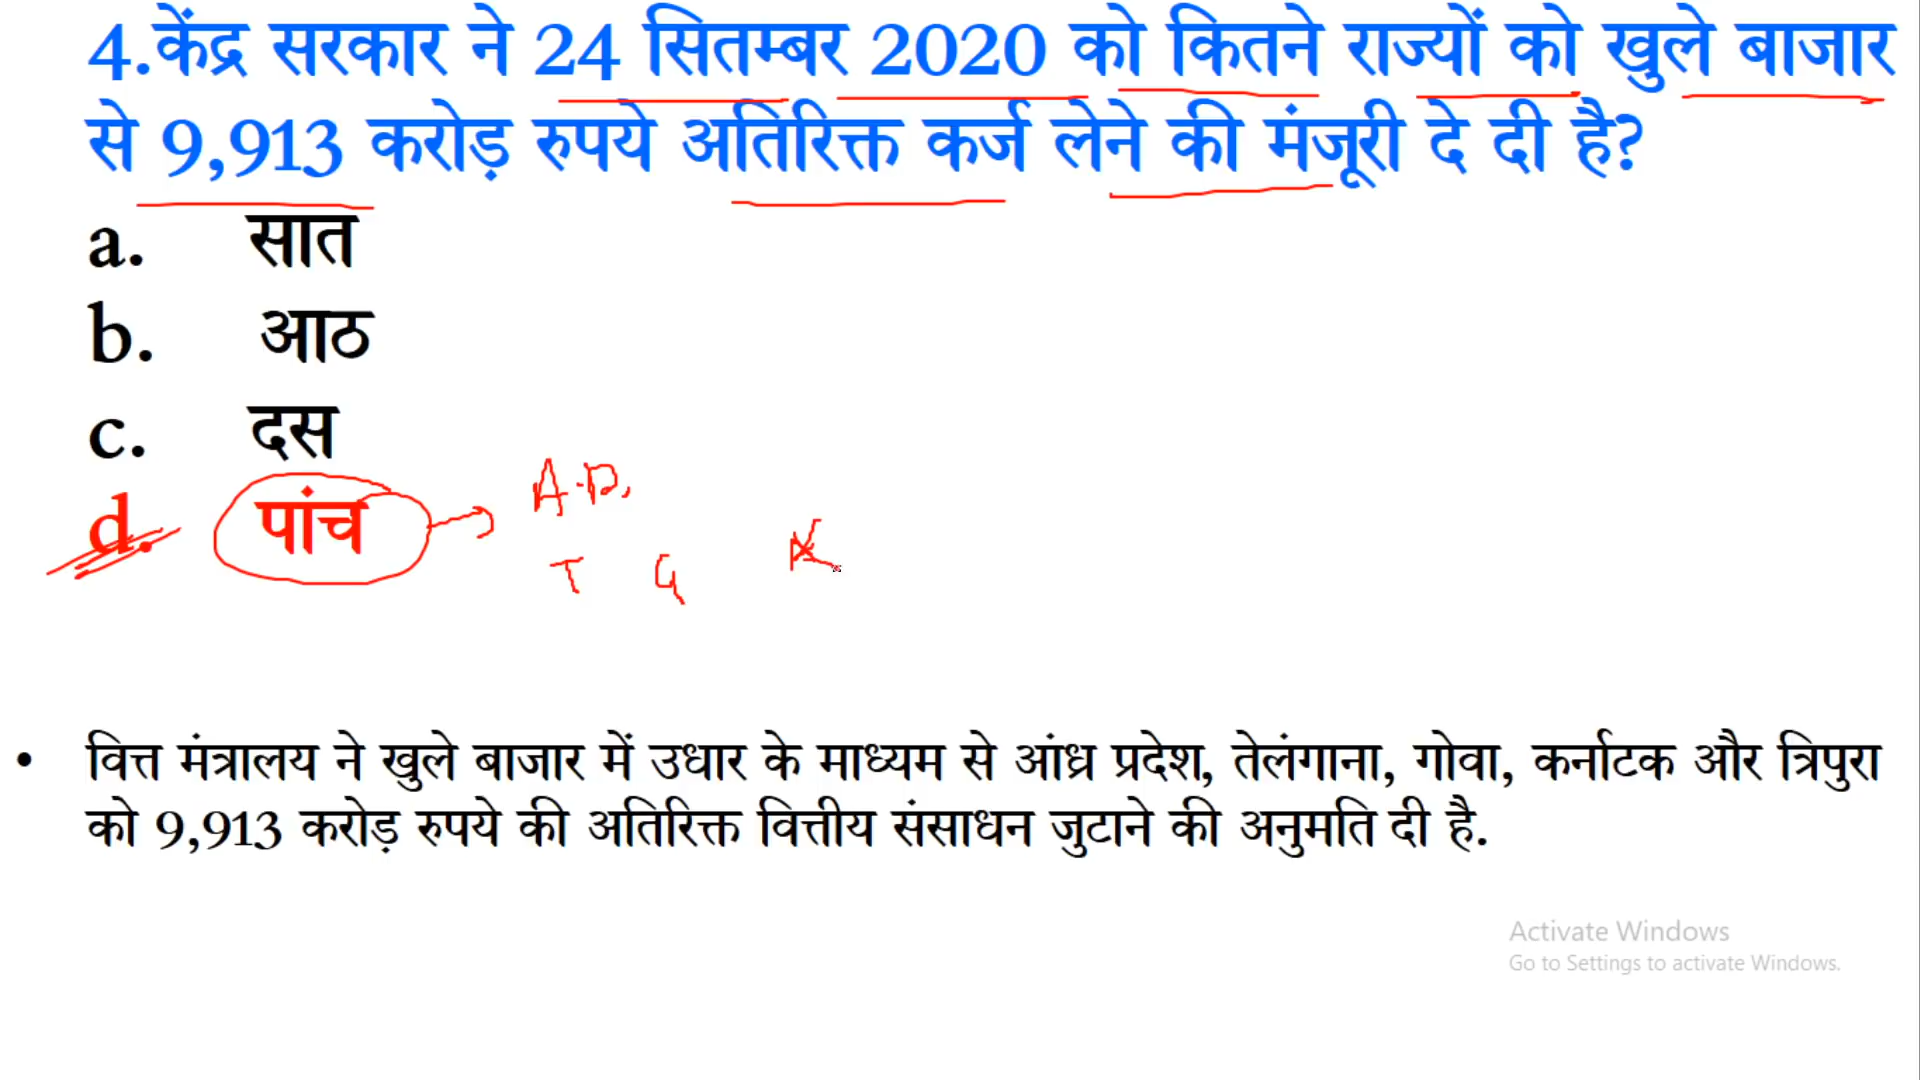 4.केंद्र सरकार ने 24 सितम्बर 2020 को कितने राज्यों को खुले बाजार
से 9,913 करोड़ रुपये अतिरिक्त कर्ज लेने की मंजूरी दे दी है?
a. सात
b. आठ
c. दस
A.P,
d. पांच
T G K
• वित्त मंत्रालय ने खुले बाजार में उधार के माध्यम से आंध्र प्रदेश, तेलंगाना, गोवा, कर्नाटक और त्रिपुरा
को 9,913 करोड़ रुपये की अतिरिक्त वित्तीय संसाधन जुटाने की अनुमति दी है.
Activate Windows
Go to Settings to activate Windows.